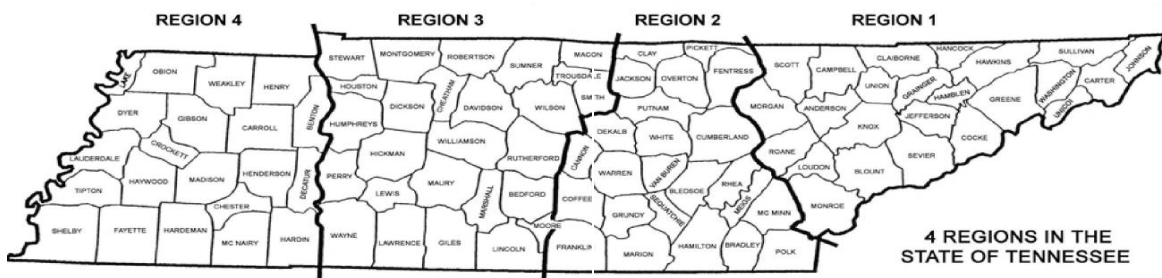 REGION 4 REGION 3 REGION 2 REGION 1
LAKE
OBION
WEAKLEY
HENRY
BENTON
DYER
GIBSON
CARROLL
CROCKETT
LAUDERDALE
HAYWOOD
MADISON
HENDERSON
DECATUR
TIPTON
CHESTER
SHELBY
FAYETTE
HARDEMAN
MC NAIRY
HARDIN
STEWART
MONTGOMERY
ROBERTSON
SUMNER
MACON
TROUSDALE
HOUSTON
DICKSON
CHEATHAM
DAVIDSON
WILSON
SMITH
HUMPHREYS
WILLIAMSON
HICKMAN
RUTHERFORD
CANNON
PERRY
LEWIS
MAURY
MARSHALL
BEDFORD
COFFEE
MOORE
WAYNE
LAWRENCE
GILES
LINCOLN
FRANKLIN
CLAY
PICKETT
JACKSON
OVERTON
FENTRESS
PUTNAM
DEKALB
WHITE
CUMBERLAND
WARREN
VAN BUREN
BLEDSOE
RHEA
MEIGS
SEQUATCHIE
GRUNDY
MC MINN
MARION
HAMILTON
BRADLEY
POLK
SCOTT
CAMPBELL
CLAIBORNE
HANCOCK
HAWKINS
SULLIVAN
JOHNSON
UNION
GRAINGER
HAMBLEN
GREENE
WASHINGTON
CARTER
UNICOI
MORGAN
ANDERSON
KNOX
JEFFERSON
COCKE
ROANE
LOUDON
BLOUNT
SEVIER
MONROE
4 REGIONS IN THE
STATE OF TENNESSEE